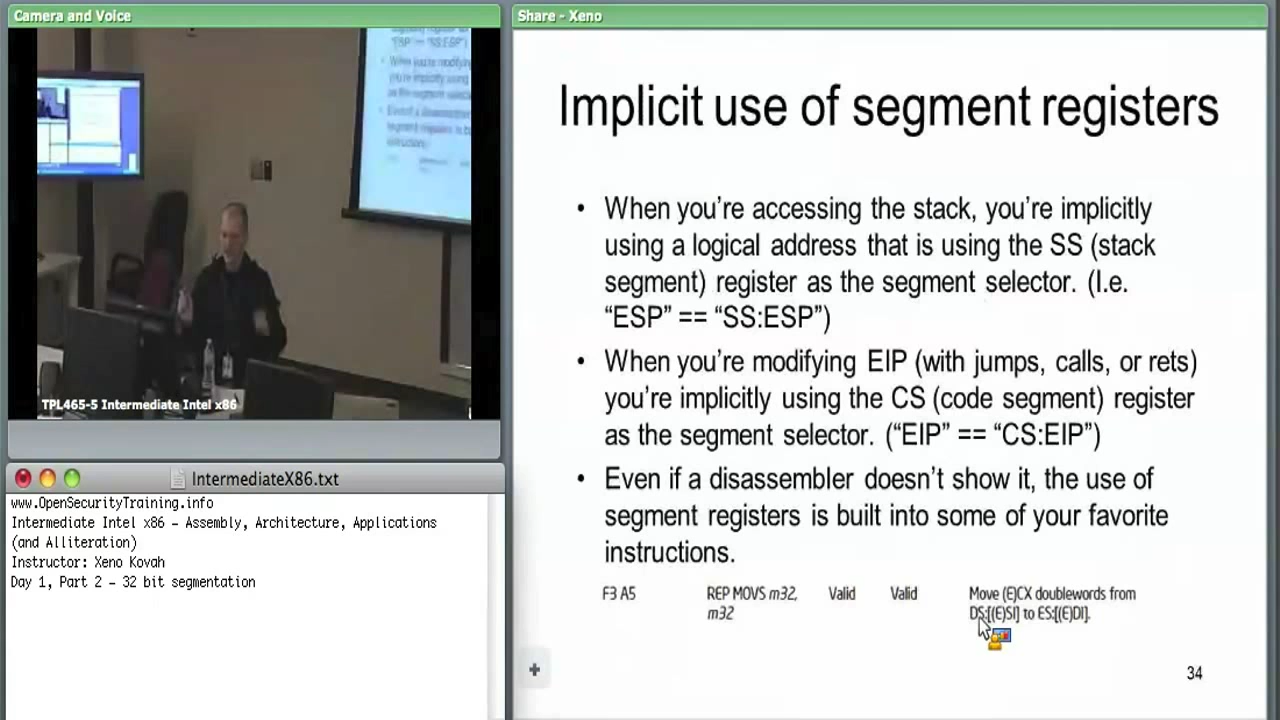 Camera and Voice
TPL465-5 Intermediate Intel x86
IntermediateX86.txt
www.OpenSecurityTraining.info
Intermediate Intel x86 – Assembly, Architecture, Applications
(and Alliteration)
Instructor: Xeno Kovah
Day 1, Part 2 – 32 bit segmentation
Share - Xeno
Implicit use of segment registers
• When you're accessing the stack, you're implicitly
using a logical address that is using the SS (stack
segment) register as the segment selector. (I.e.
“ESP” == “SS:ESP”)
• When you're modifying EIP (with jumps, calls, or rets)
you're implicitly using the CS (code segment) register
as the segment selector. (“EIP” == “CS:EIP”)
• Even if a disassembler doesn't show it, the use of
segment registers is built into some of your favorite
instructions.
F3 A5 REP MOVS m32, Valid Valid Move (E)CX doublewords from
m32 DS:[(E)SI] to ES:[(E)DI].
34